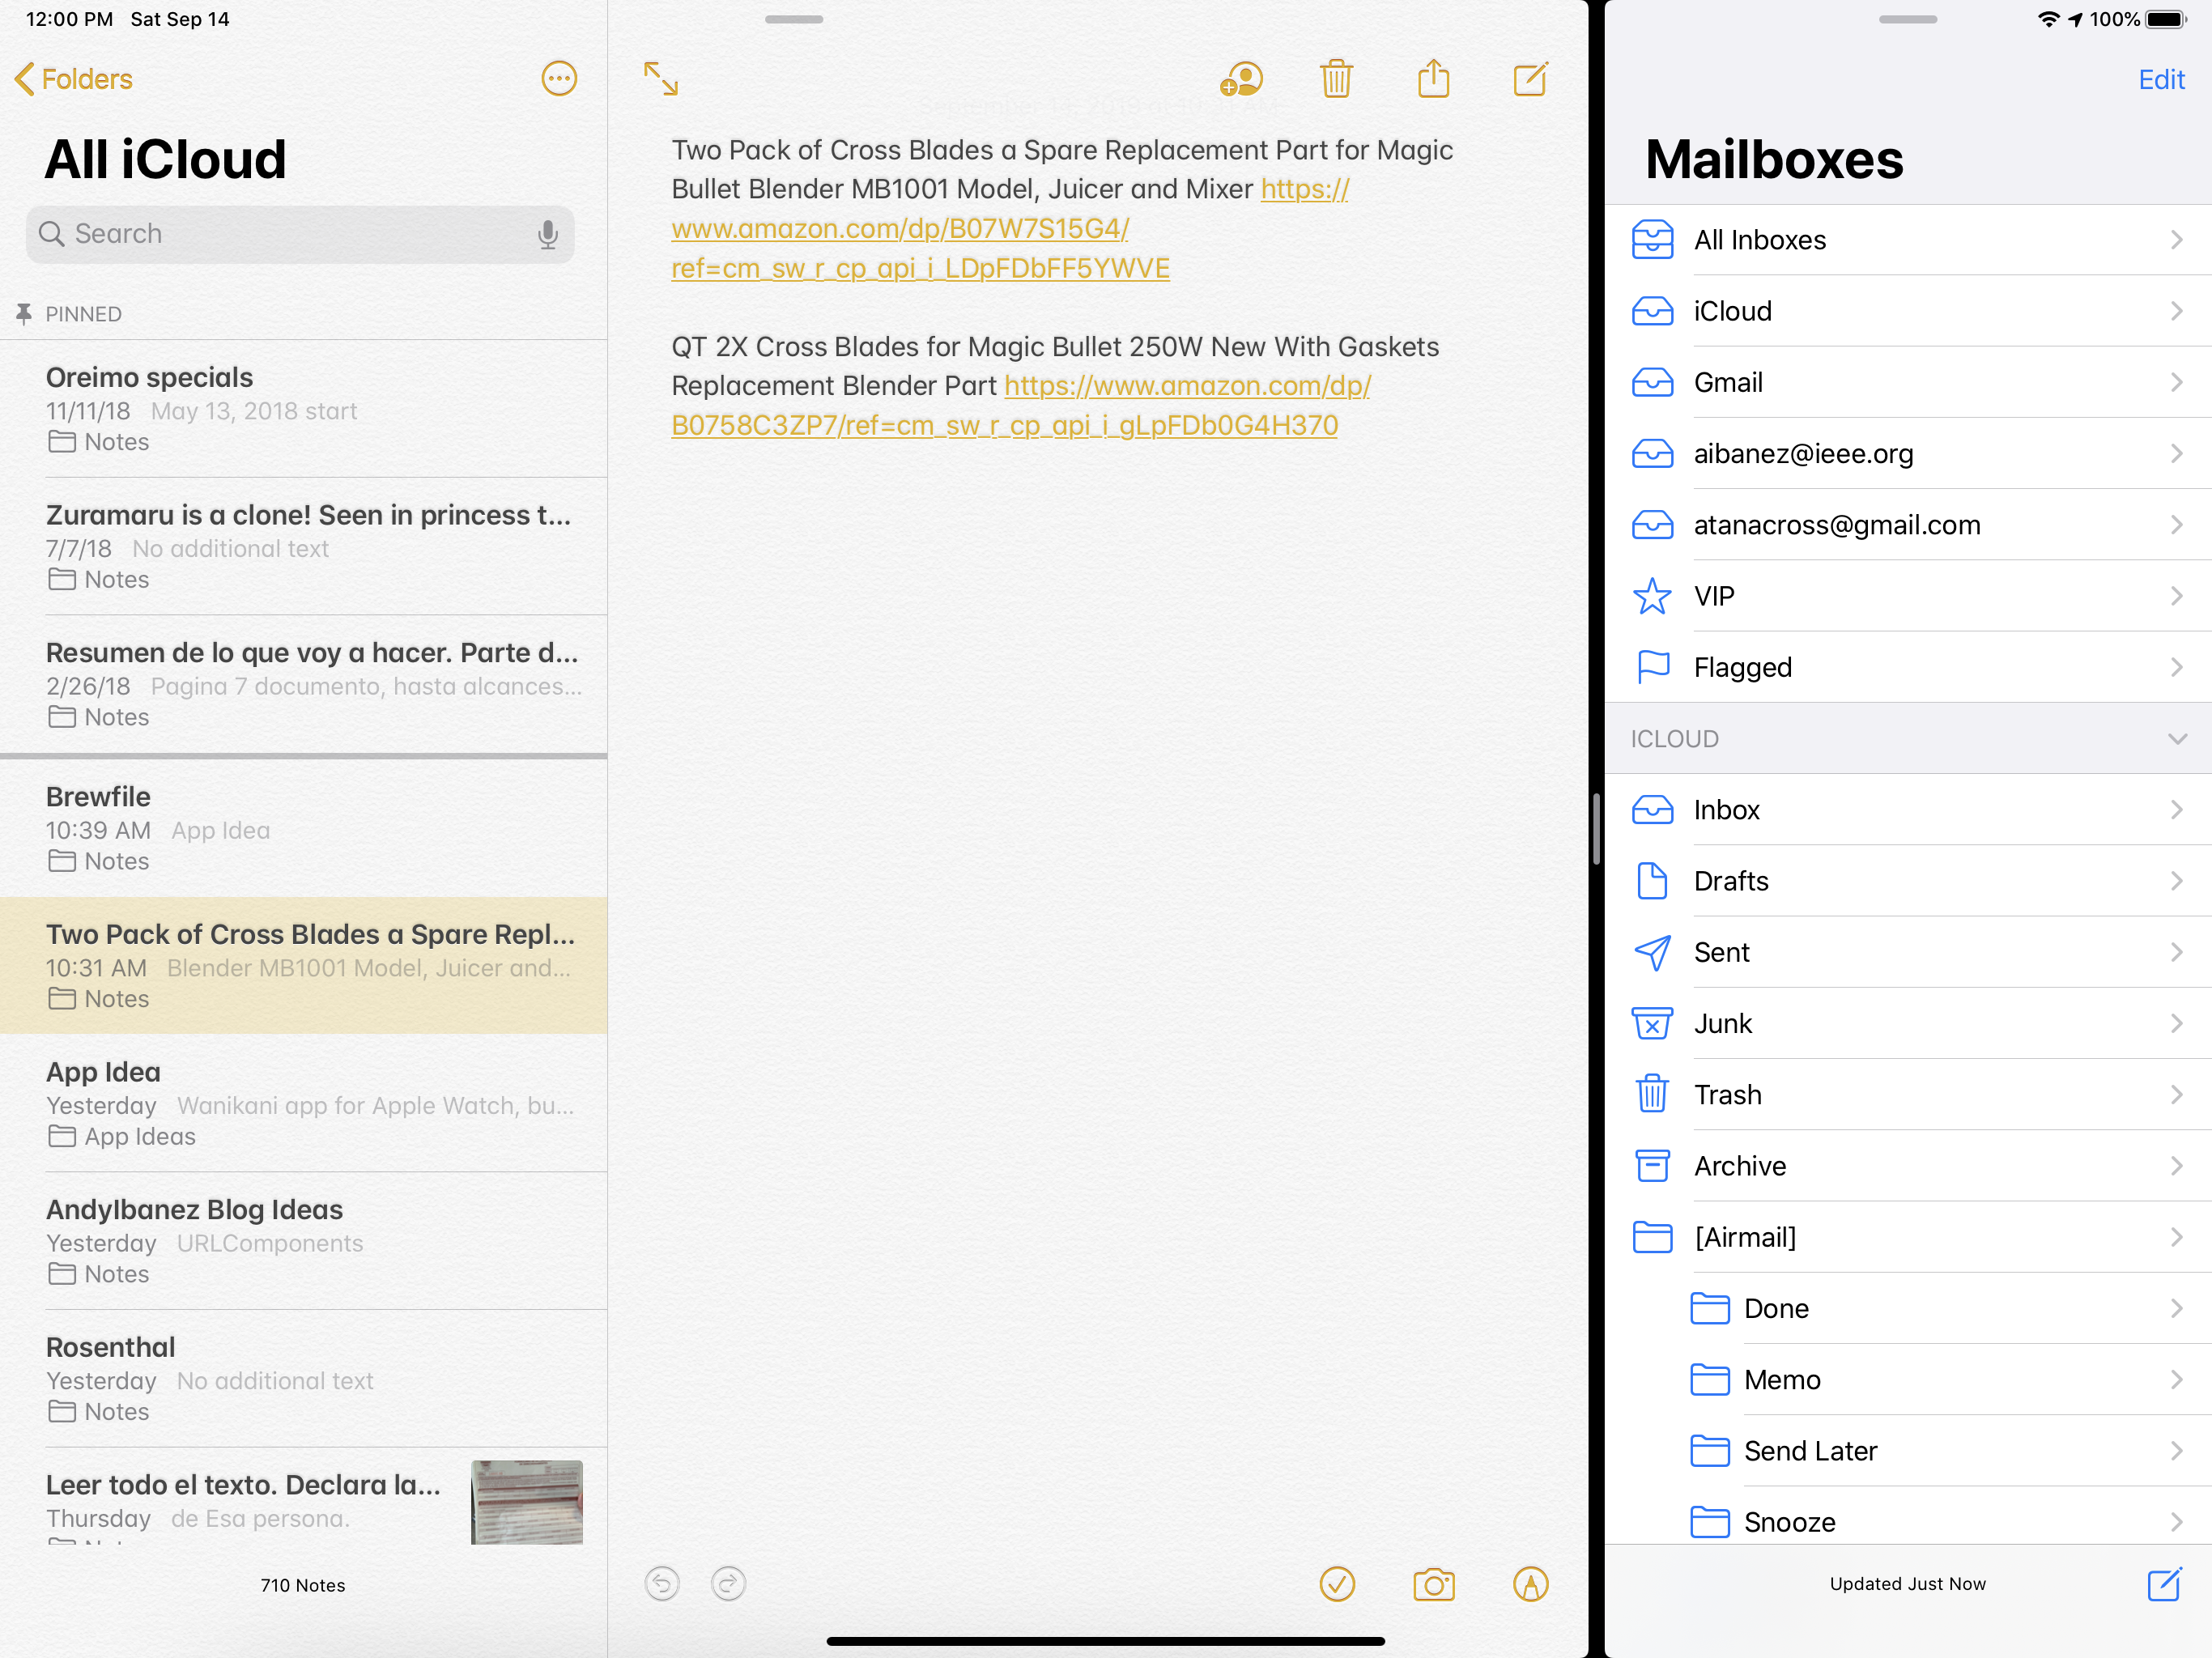 12:00 PM Sat Sep 14
Folders
All iCloud
Search
PINNED
Oreimo specials
11/11/18 May 13, 2018 start
Notes
Zuramaru is a clone! Seen in princess t...
7/7/18 No additional text
Notes
Resumen de lo que voy a hacer. Parte d...
2/26/18 Pagina 7 documento, hasta alcances...
Notes
Brewfile
10:39 AM App Idea
Notes
Two Pack of Cross Blades a Spare Repl...
10:31 AM Blender MB1001 Model, Juicer and...
Notes
App Idea
Yesterday Wanikani app for Apple Watch, bu...
App Ideas
AndyIbanez Blog Ideas
Yesterday URLComponents
Notes
Rosenthal
Yesterday No additional text
Notes
Leer todo el texto. Declara la...
Thursday de Esa persona.
710 Notes
Two Pack of Cross Blades a Spare Replacement Part for Magic
Bullet Blender MB1001 Model, Juicer and Mixer https://
www.amazon.com/dp/B07W7S15G4/
ref=cm_sw_r_cp_api_i_LDpFDbFF5YWVE
QT 2X Cross Blades for Magic Bullet 250W New With Gaskets
Replacement Blender Part https://www.amazon.com/dp/
B0758C3ZP7/ref=cm_sw_r_cp_api_i_gLpFDb0G4H370
100%
Edit
Mailboxes
All Inboxes
iCloud
Gmail
aibanez@ieee.org
atanacross@gmail.com
VIP
Flagged
ICLOUD
Inbox
Drafts
Sent
Junk
Trash
Archive
[Airmail]
Done
Memo
Send Later
Snooze
Updated Just Now